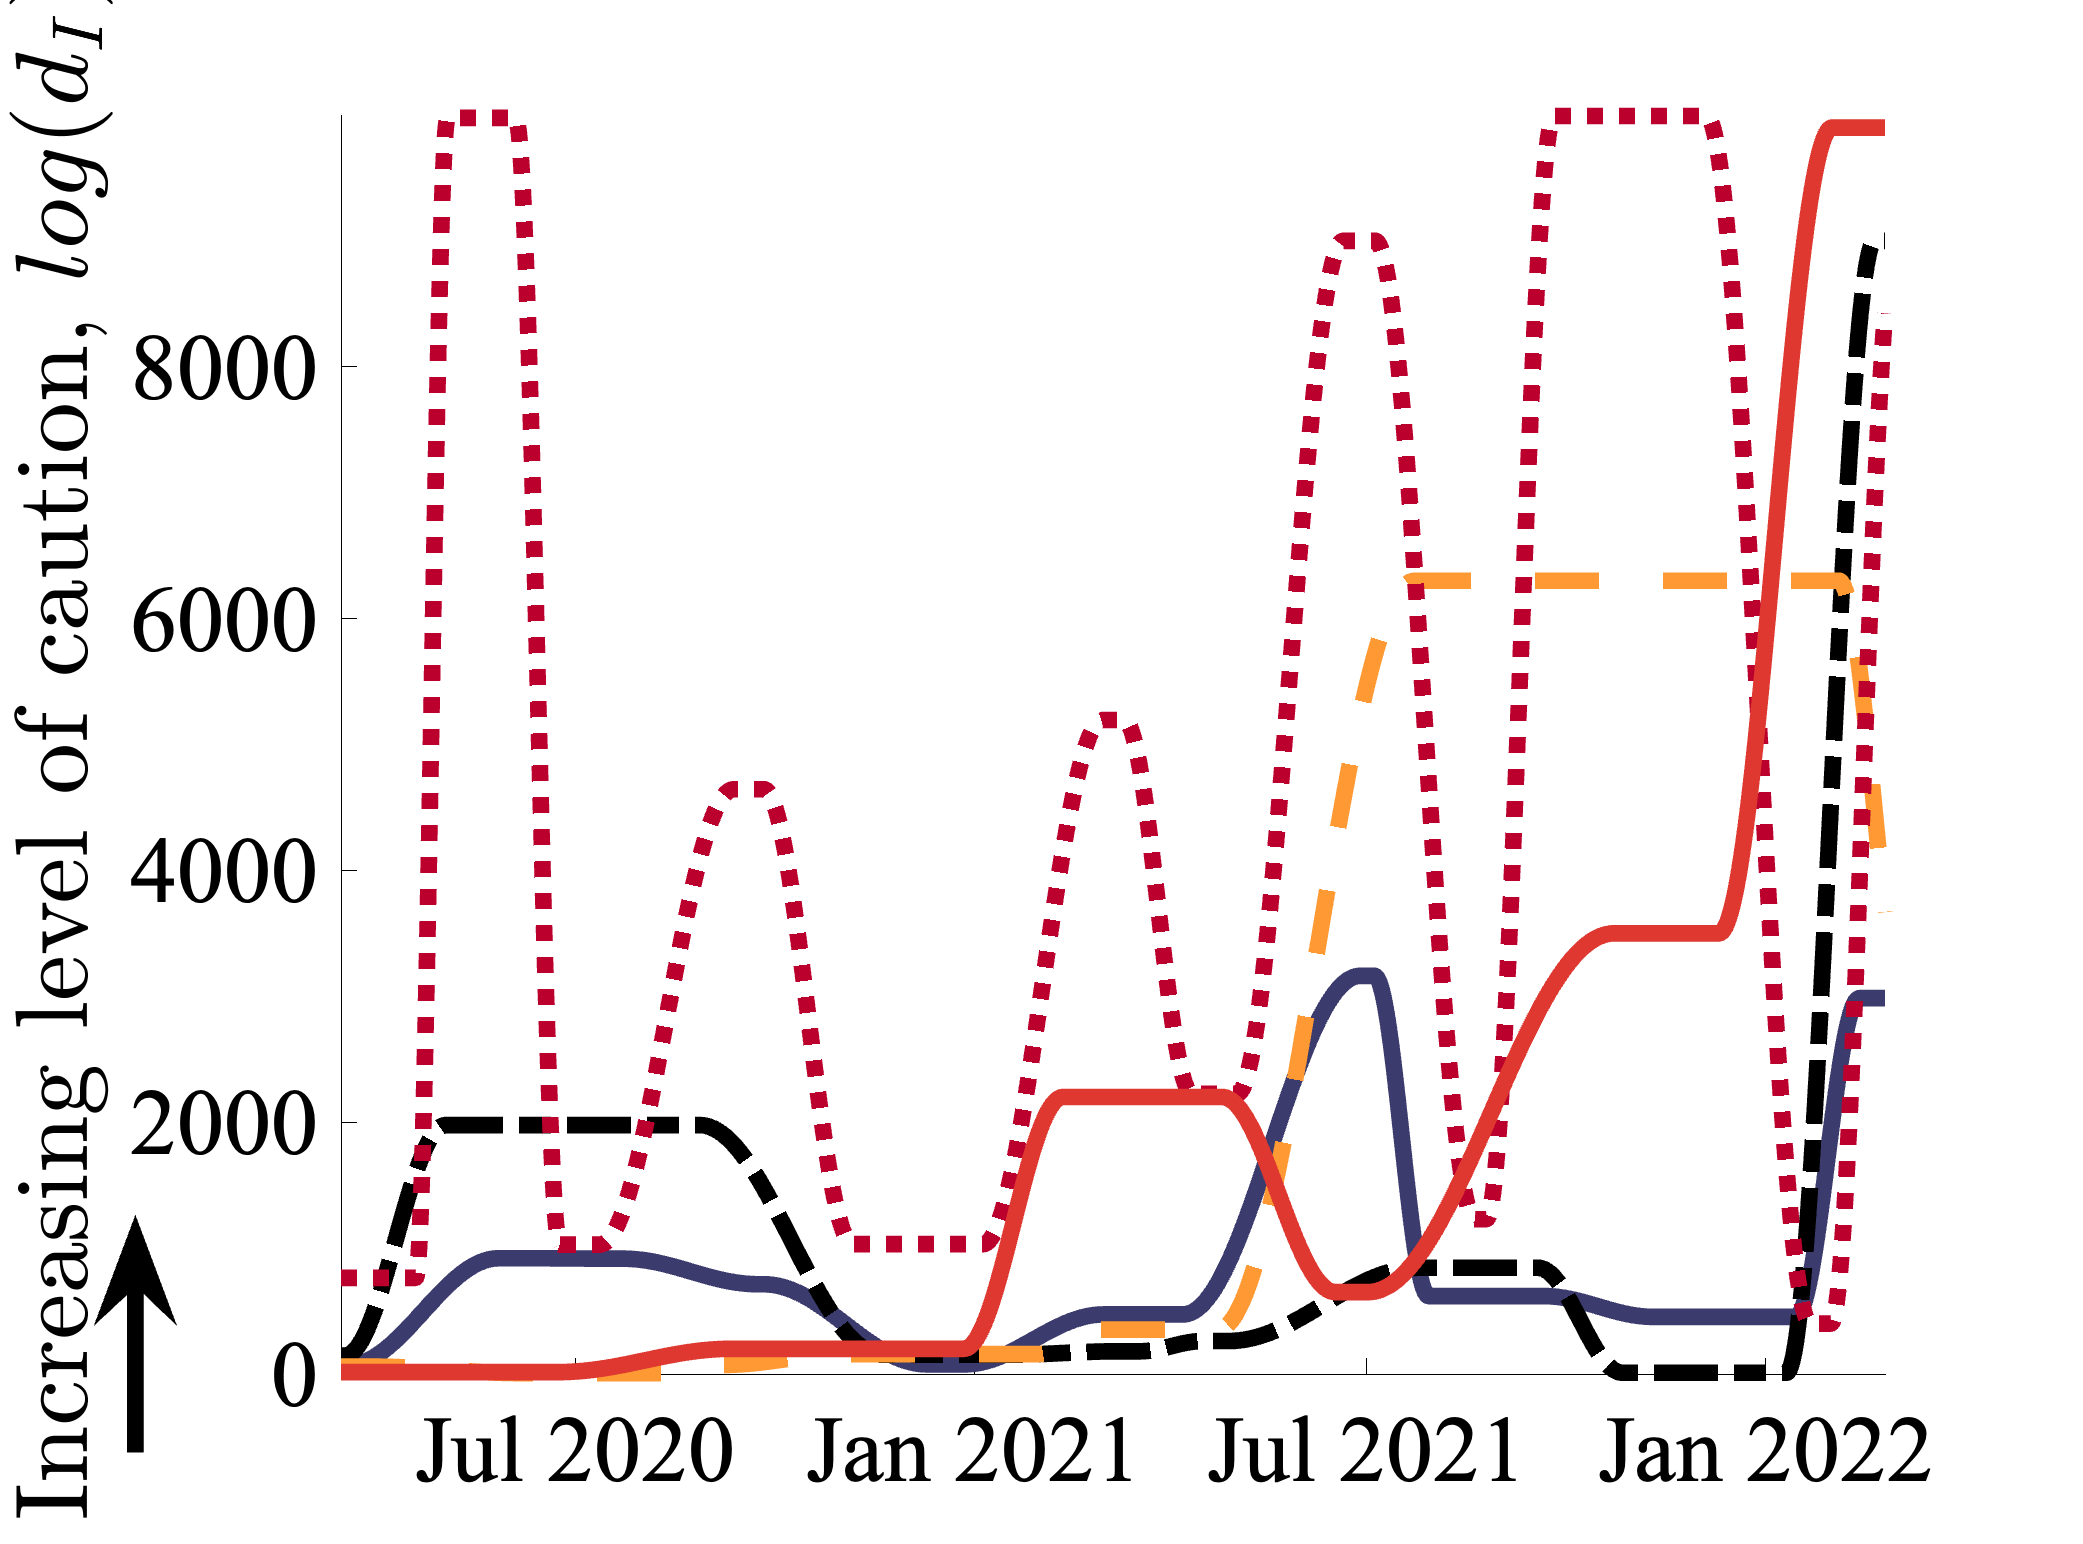 Increasing level of caution, log(d_I)
8000
6000
4000
2000
0
Jul 2020
Jan 2021
Jul 2021
Jan 2022